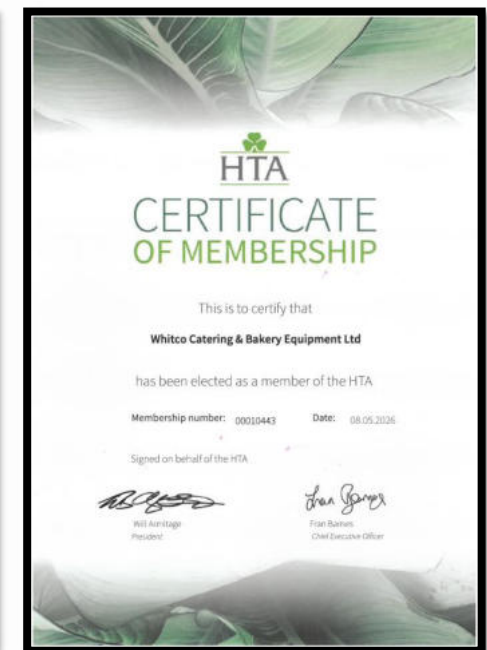 HTA
CERTIFICATE
OF MEMBERSHIP
This is to certify that
Whitco Catering & Bakery Equipment Ltd
has been elected as a member of the HTA
Membership number: 00010443 Date: 08.05.2026
Signed on behalf of the HTA
Will Armitage Fran Barnes
President Chief Executive Officer